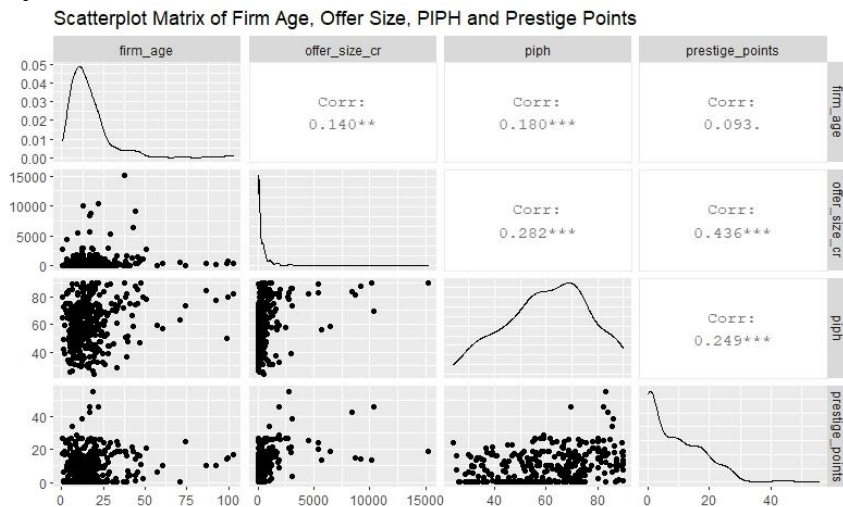 Scatterplot Matrix of Firm Age, Offer Size, PIPH and Prestige Points
firm_age offer_size_cr piph prestige_points
0.05
0.04
0.03
0.02
0.01
0.00
Corr:
0.140**
Corr:
0.180***
Corr:
0.093.
firm_age
15000
10000
5000
0
Corr:
0.282***
Corr:
0.436***
offer_size_cr
80
60
40
Corr:
0.249***
piph
40
20
0
prestige_points
0 25 50 75 100 0 5000 10000 15000 40 60 80 0 20 40